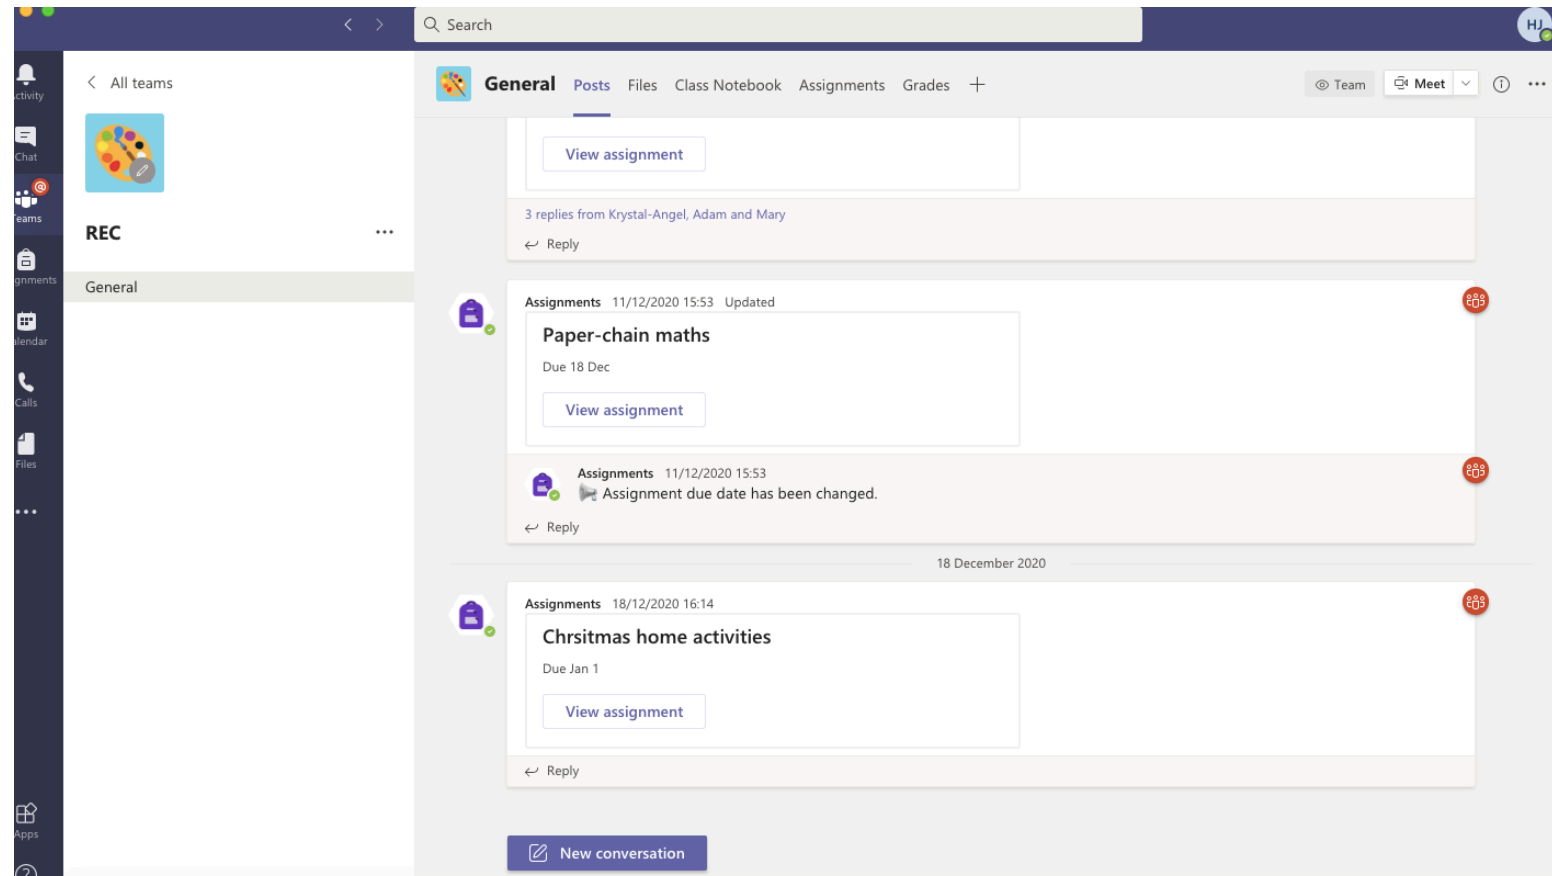 Search
HJ
Activity
Chat
Teams
gnments
alendar
Calls
Files
Apps
All teams
REC
General
General Posts Files Class Notebook Assignments Grades
Team Meet
View assignment
3 replies from Krystal-Angel, Adam and Mary
Reply
Assignments 11/12/2020 15:53 Updated
Paper-chain maths
Due 18 Dec
View assignment
Assignments 11/12/2020 15:53
Assignment due date has been changed.
Reply
18 December 2020
Assignments 18/12/2020 16:14
Chrsitmas home activities
Due Jan 1
View assignment
Reply
New conversation